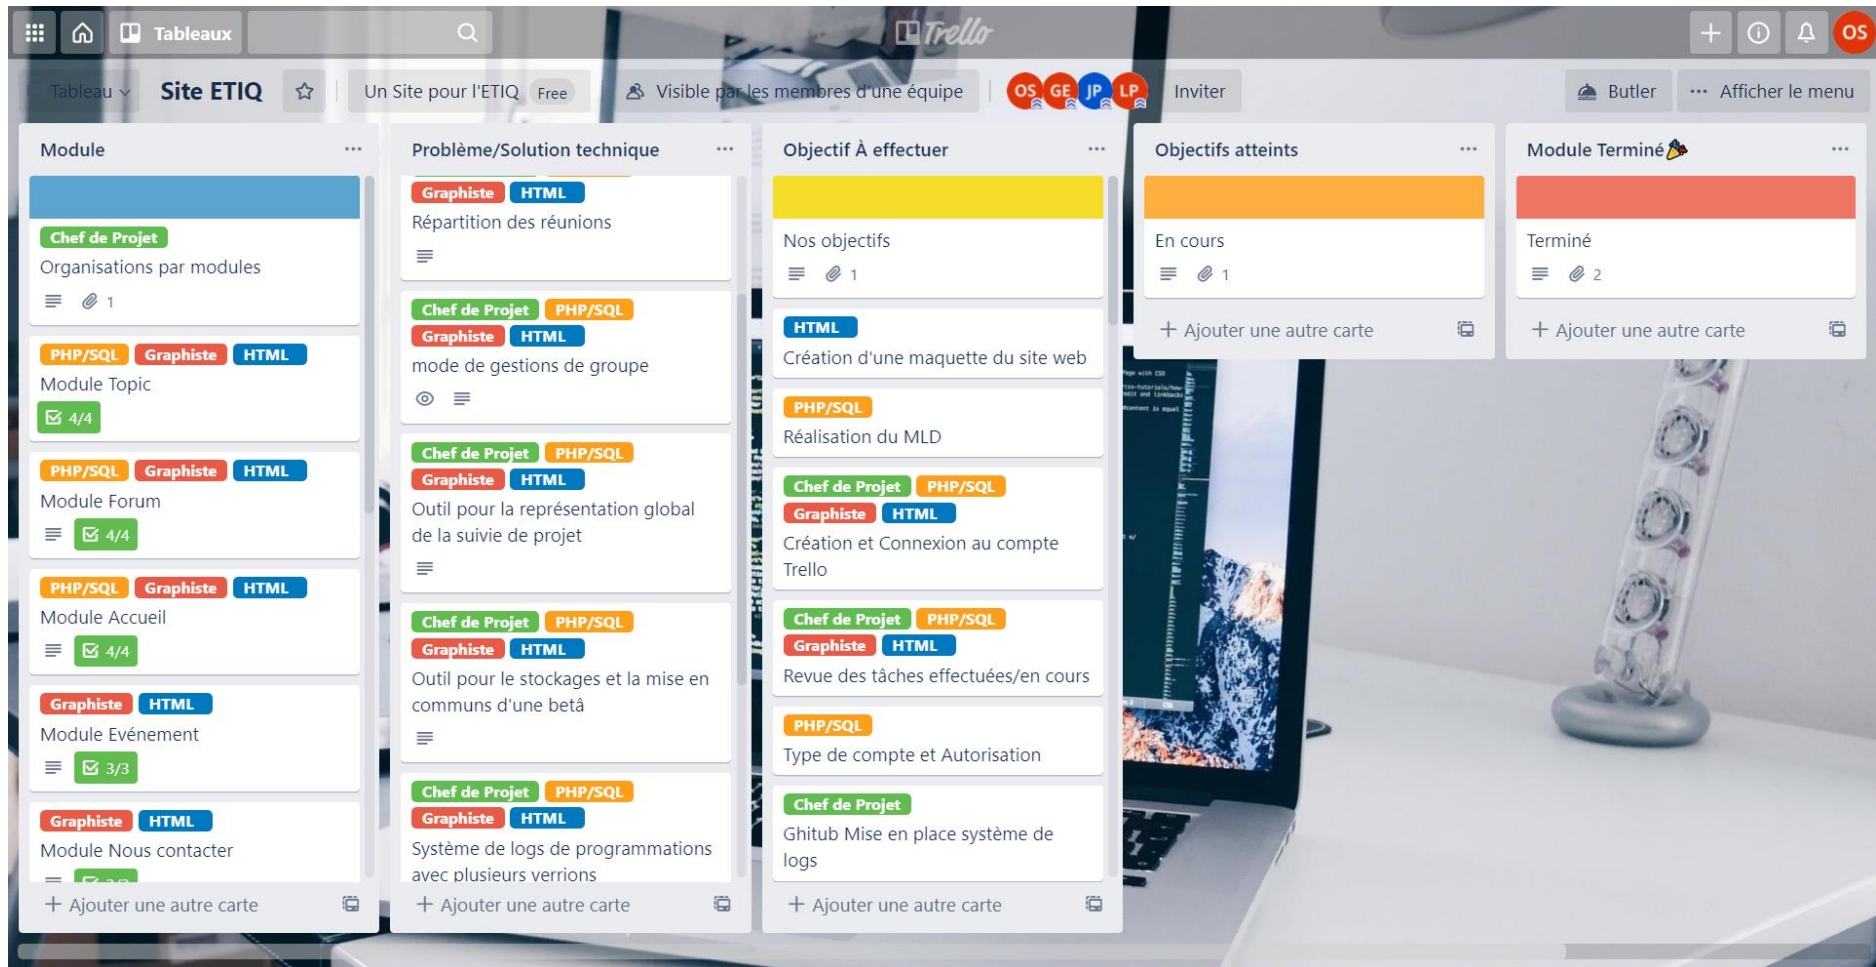 Tableaux
Trello
OS
Tableau
Site ETIQ
Un Site pour l'ETIQ Free
Visible par les membres d'une équipe
OS GE JP LP
Inviter
Butler
Afficher le menu
Module
Chef de Projet
Organisations par modules
1
PHP/SQL Graphiste HTML
Module Topic
4/4
PHP/SQL Graphiste HTML
Module Forum
4/4
PHP/SQL Graphiste HTML
Module Accueil
4/4
Graphiste HTML
Module Evénement
3/3
Graphiste HTML
Module Nous contacter
+ Ajouter une autre carte
Problème/Solution technique
Graphiste HTML
Répartition des réunions
Chef de Projet PHP/SQL
Graphiste HTML
mode de gestions de groupe
Chef de Projet PHP/SQL
Graphiste HTML
Outil pour la représentation global
de la suivie de projet
Chef de Projet PHP/SQL
Graphiste HTML
Outil pour le stockages et la mise en
communs d'une betâ
Chef de Projet PHP/SQL
Graphiste HTML
Système de logs de programmations
avec plusieurs verrions
+ Ajouter une autre carte
Objectif À effectuer
Nos objectifs
1
HTML
Création d'une maquette du site web
PHP/SQL
Réalisation du MLD
Chef de Projet PHP/SQL
Graphiste HTML
Création et Connexion au compte
Trello
Chef de Projet PHP/SQL
Graphiste HTML
Revue des tâches effectuées/en cours
PHP/SQL
Type de compte et Autorisation
Chef de Projet
Ghitub Mise en place système de
logs
+ Ajouter une autre carte
Objectifs atteints
En cours
1
+ Ajouter une autre carte
Module Terminé🎉
Terminé
2
+ Ajouter une autre carte